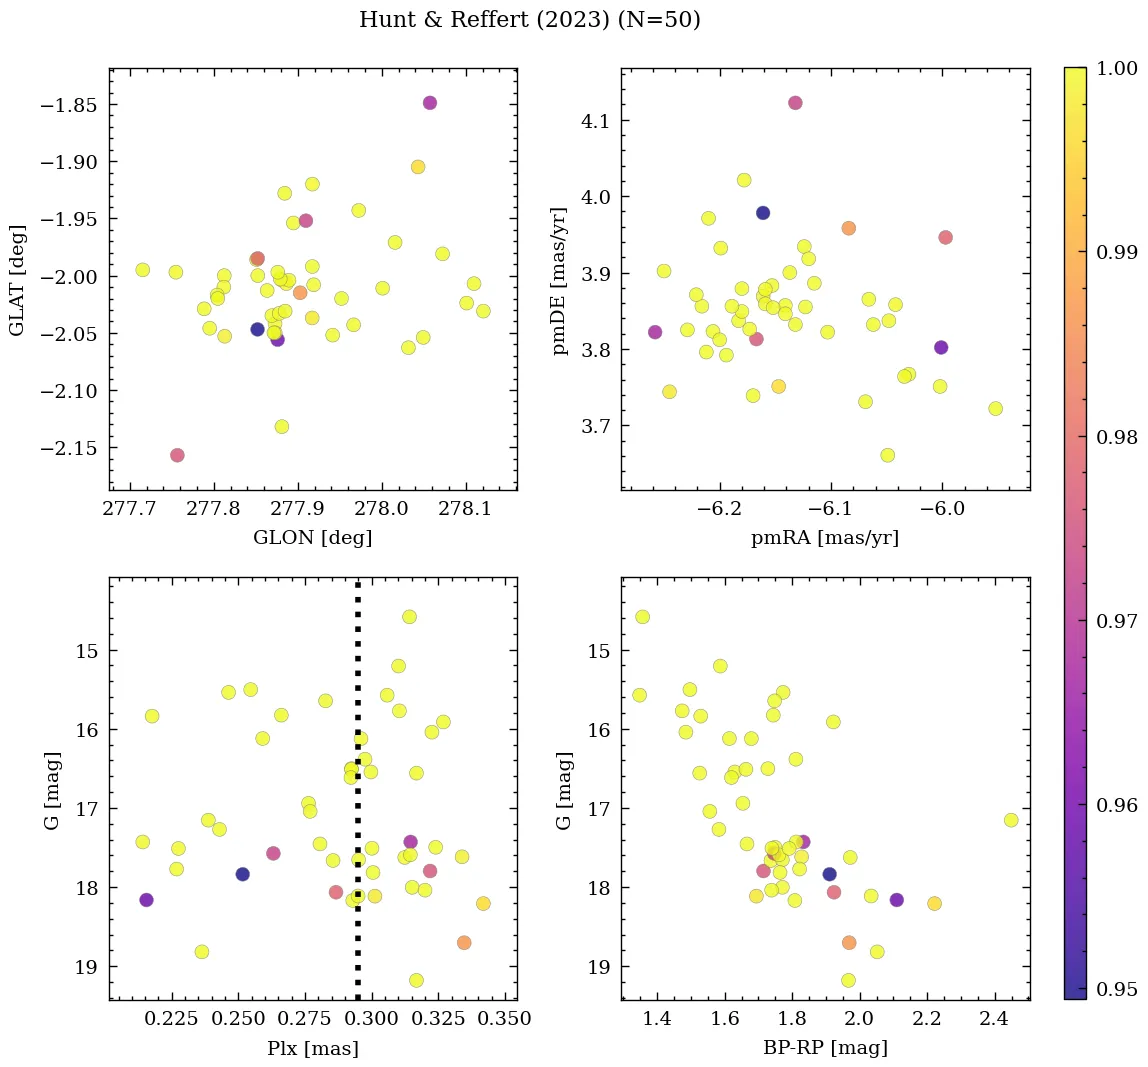 Hunt & Reffert (2023) (N=50)
−1.85
−1.90
−1.95
−2.00
−2.05
−2.10
−2.15
GLAT [deg]
277.7 277.8 277.9 278.0 278.1
GLON [deg]
4.1
4.0
3.9
3.8
3.7
pmDE [mas/yr]
−6.2 −6.1 −6.0
pmRA [mas/yr]
15
16
17
18
19
G [mag]
0.225 0.250 0.275 0.300 0.325 0.350
Plx [mas]
15
16
17
18
19
G [mag]
1.4 1.6 1.8 2.0 2.2 2.4
BP-RP [mag]
1.00
0.99
0.98
0.97
0.96
0.95